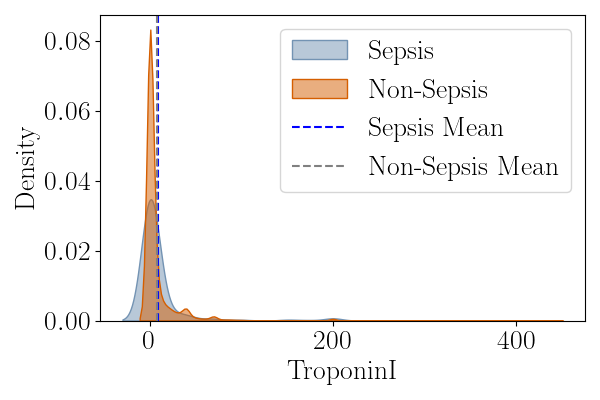 0.08
0.06
0.04
0.02
0.00
Density
Sepsis
Non-Sepsis
Sepsis Mean
Non-Sepsis Mean
0 200 400
TroponinI